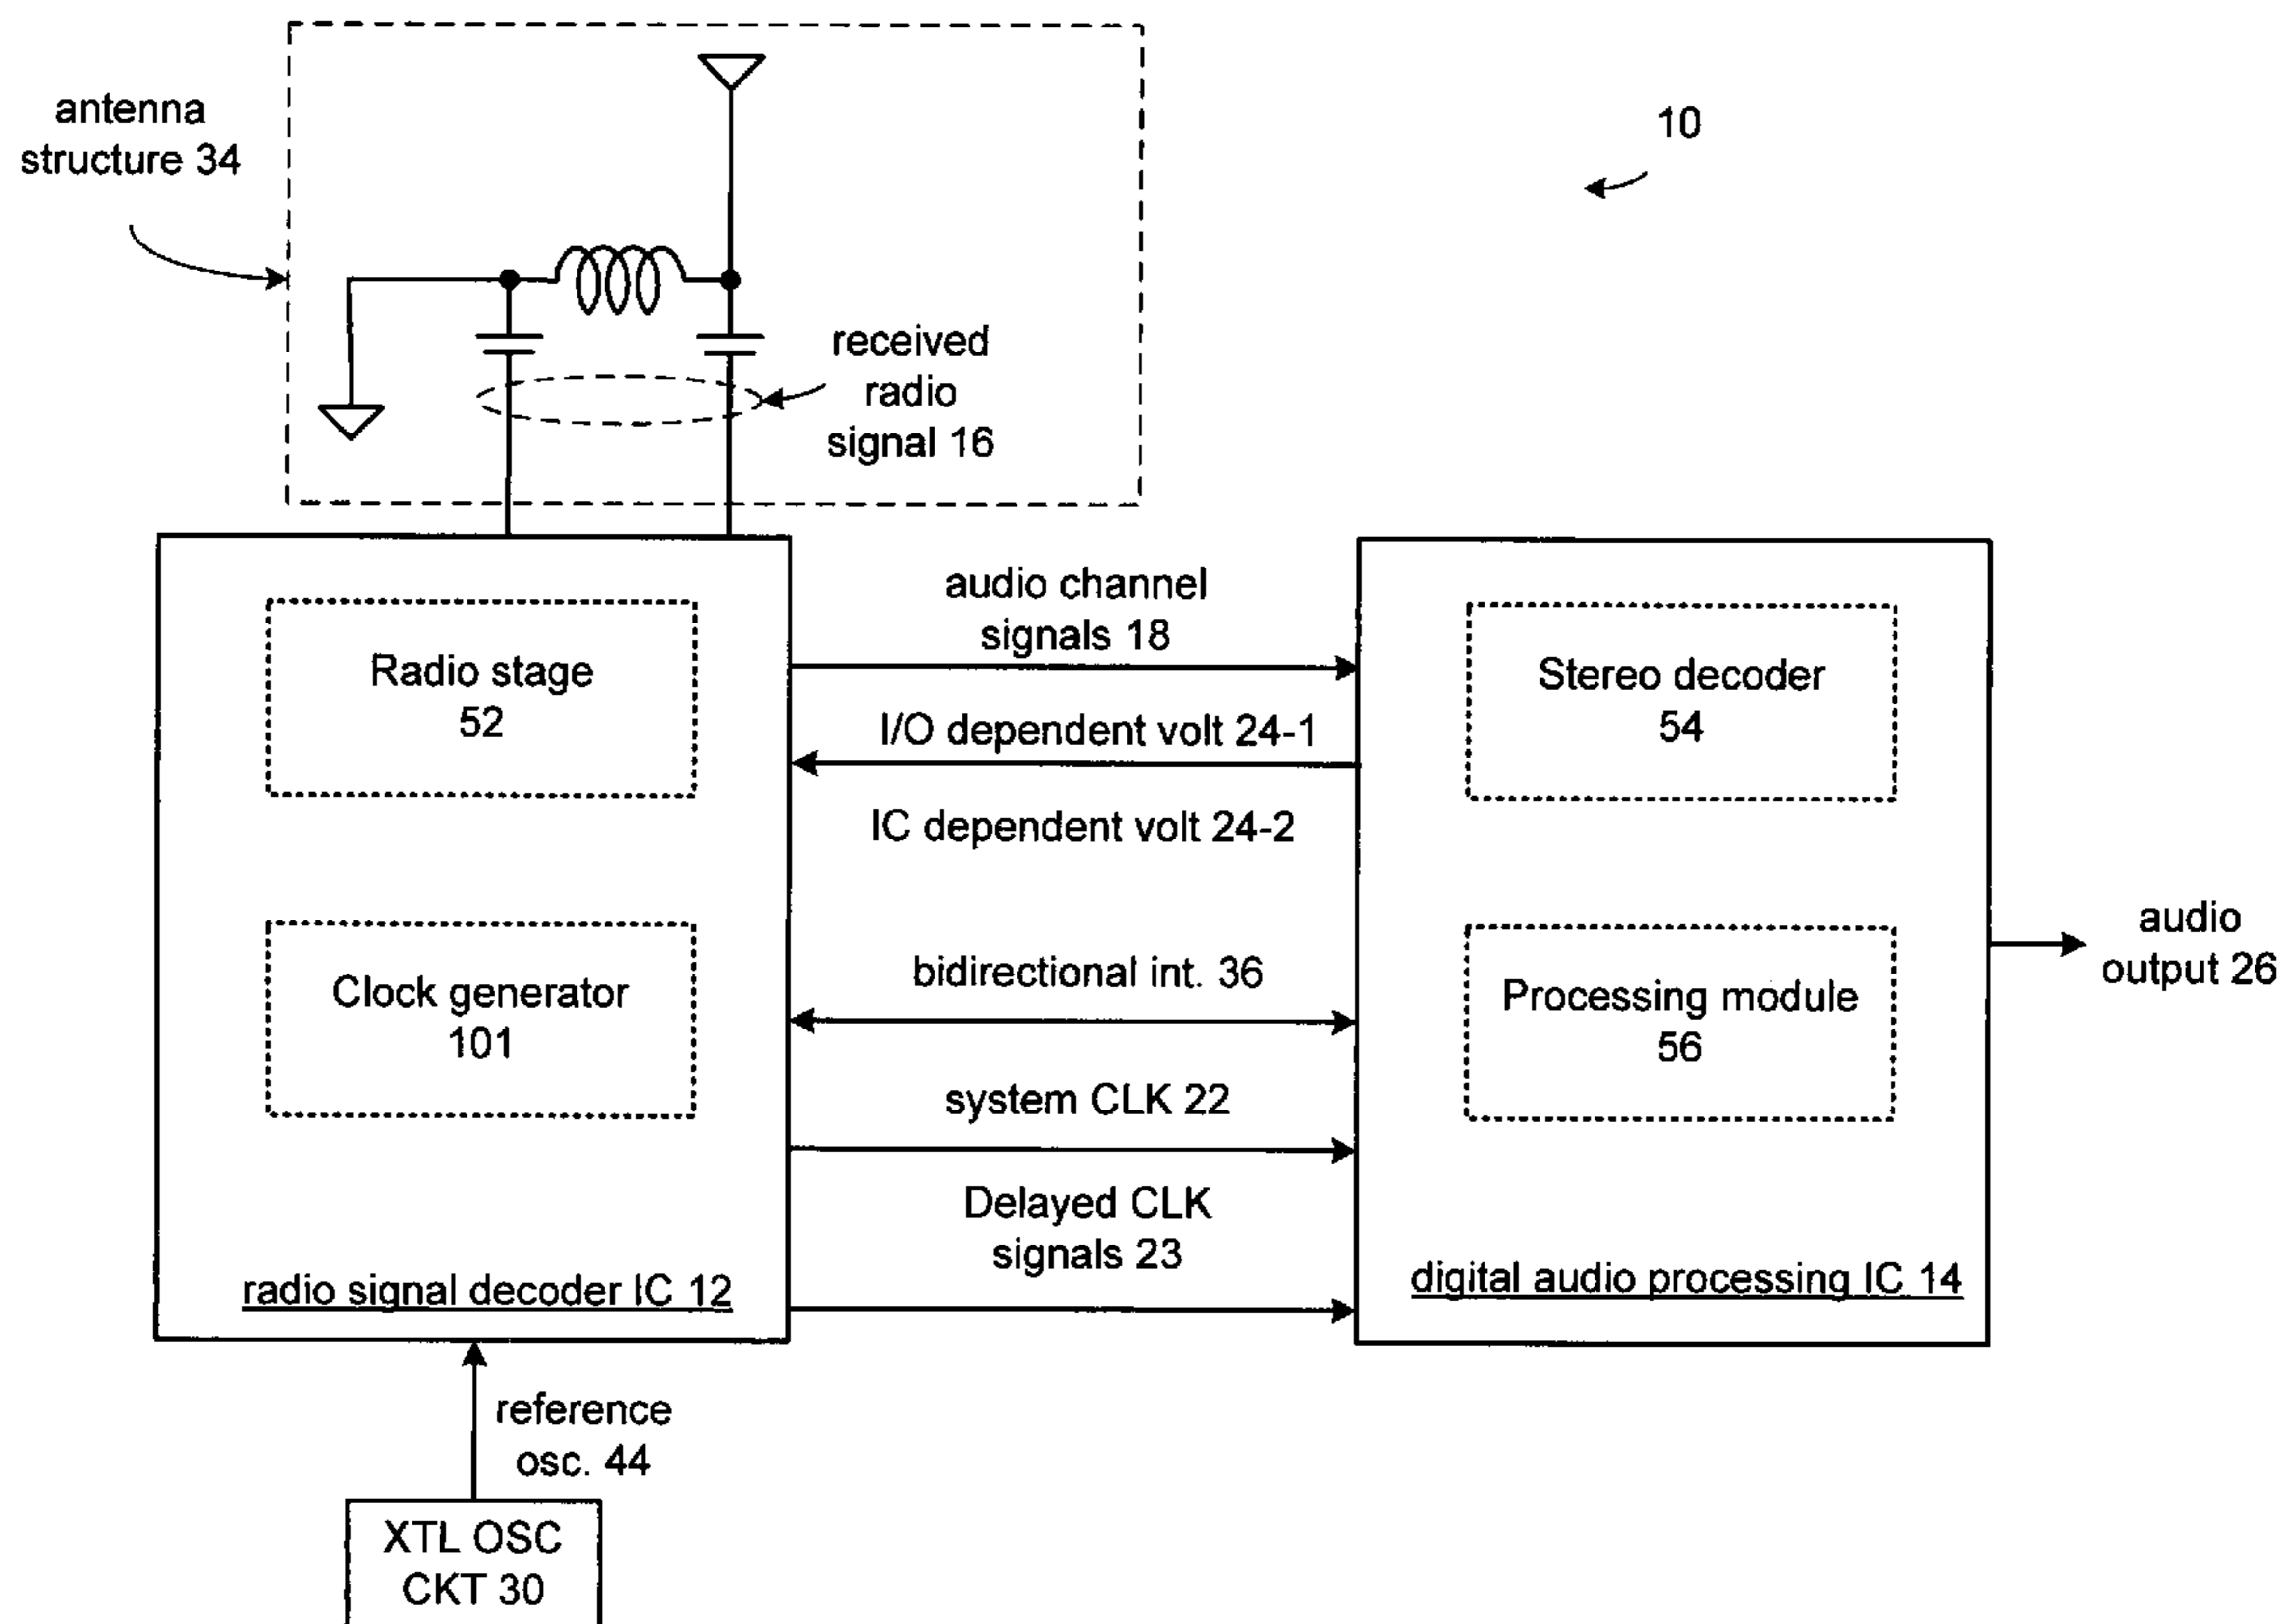 antenna
structure 34
10
received
radio
signal 16
audio channel
signals 18
Radio stage
52
Stereo decoder
54
I/O dependent volt 24-1
IC dependent volt 24-2
audio
output 26
bidirectional int. 36
Clock generator
101
Processing module
56
system CLK 22
Delayed CLK
signals 23
radio signal decoder IC 12
digital audio processing IC 14
reference
osc. 44
XTL OSC
CKT 30